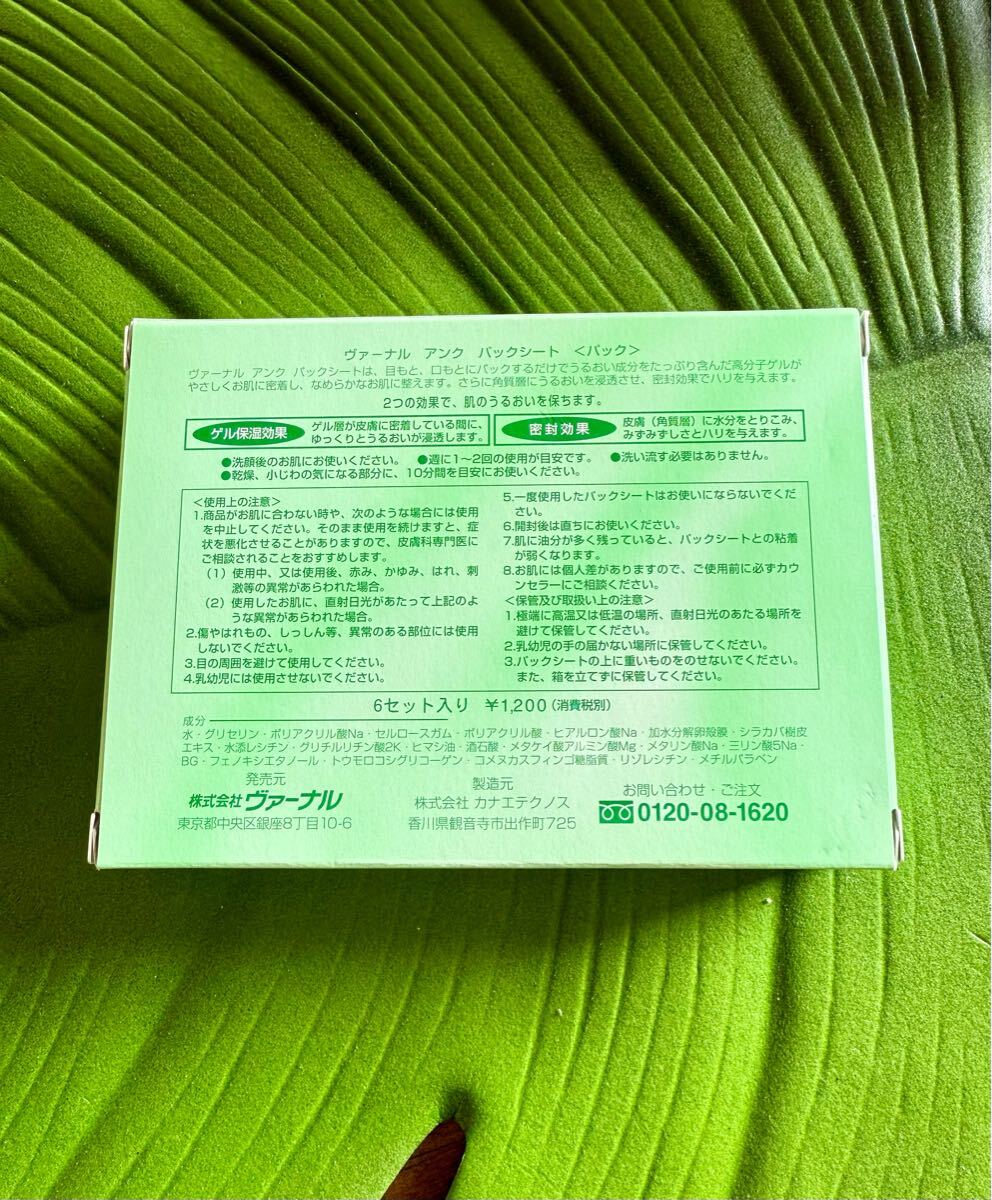 ヴァーナル アンク パックシート <パック>
ヴァーナル アンク パックシートは、目もと、口もとにパックするだけでうるおい成分をたっぷり含んだ高分子ゲルが
やさしくお肌に密着し、なめらかなお肌に整えます。さらに角質層にうるおいを浸透させ、密封効果でハリを与えます。
2つの効果で、肌のうるおいを保ちます。
ゲル保湿効果
ゲル層が皮膚に密着している間に、
ゆっくりとうるおいが浸透します。
密封効果
皮膚(角質層)に水分をとりこみ、
みずみずしさとハリを与えます。
●洗顔後のお肌にお使いください。 ●週に1〜2回の使用が目安です。 ●洗い流す必要はありません。
●乾燥、小じわの気になる部分に、10分間を目安にお使いください。
<使用上の注意>
1.商品がお肌に合わない時や、次のような場合には使用
を中止してください。そのまま使用を続けますと、症
状を悪化させることがありますので、皮膚科専門医に
ご相談されることをおすすめします。
(1)使用中、又は使用後、赤み、かゆみ、はれ、刺
激等の異常があらわれた場合。
(2)使用したお肌に、直射日光があたって上記のよ
うな異常があらわれた場合。
2.傷やはれもの、しっしん等、異常のある部位には使用
しないでください。
3.目の周囲を避けて使用してください。
4.乳幼児には使用させないでください。
5.一度使用したパックシートはお使いにならないでくだ
さい。
6.開封後は直ちにお使いください。
7.肌に油分が多く残っていると、パックシートとの粘着
が弱くなります。
8.お肌には個人差がありますので、ご使用前に必ずカウ
ンセラーにご相談ください。
<保管及び取扱い上の注意>
1.極端に高温又は低温の場所、直射日光のあたる場所を
避けて保管してください。
2.乳幼児の手の届かない場所に保管してください。
3.パックシートの上に重いものをのせないでください。
また、箱を立てずに保管してください。
6セット入り ¥1,200(消費税別)
成分
水・グリセリン・ポリアクリル酸Na・セルロースガム・ポリアクリル酸・ヒアルロン酸Na・加水分解卵殻膜・シラカバ樹皮
エキス・水添レシチン・グリチルリチン酸2K・ヒマシ油・酒石酸・メタケイ酸アルミン酸Mg・メタリン酸Na・三リン酸5Na・
BG・フェノキシエタノール・トウモロコシグリコーゲン・コメヌカスフィンゴ糖脂質・リゾレシチン・メチルパラベン
発売元
株式会社 ヴァーナル
東京都中央区銀座8丁目10-6
製造元
株式会社 カナエテクノス
香川県観音寺市出作町725
お問い合わせ・ご注文
0120-08-1620